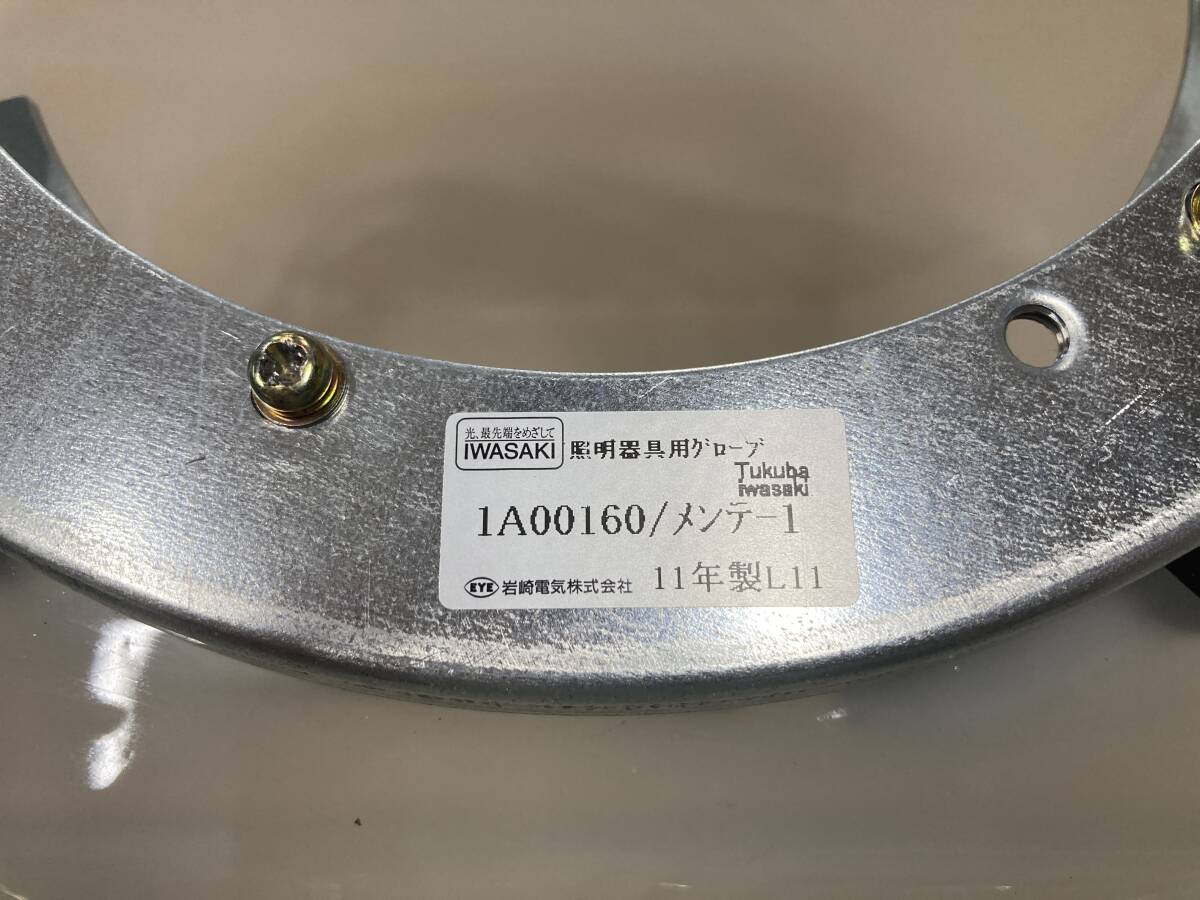 光、最先端をめざして
IWASAKI 照明器具用グローブ
Tukuba
iwasaki
1A00160/メンテー1
EYE 岩崎電気株式会社 11年製L11